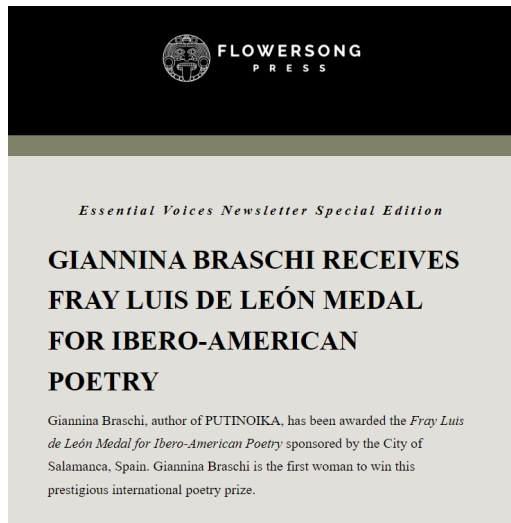 FLOWERSONG
PRESS
Essential Voices Newsletter Special Edition
GIANNINA BRASCHI RECEIVES
FRAY LUIS DE LEÓN MEDAL
FOR IBERO-AMERICAN
POETRY
Giannina Braschi, author of PUTINOIKA, has been awarded the Fray Luis
de León Medal for Ibero-American Poetry sponsored by the City of
Salamanca, Spain. Giannina Braschi is the first woman to win this
prestigious international poetry prize.